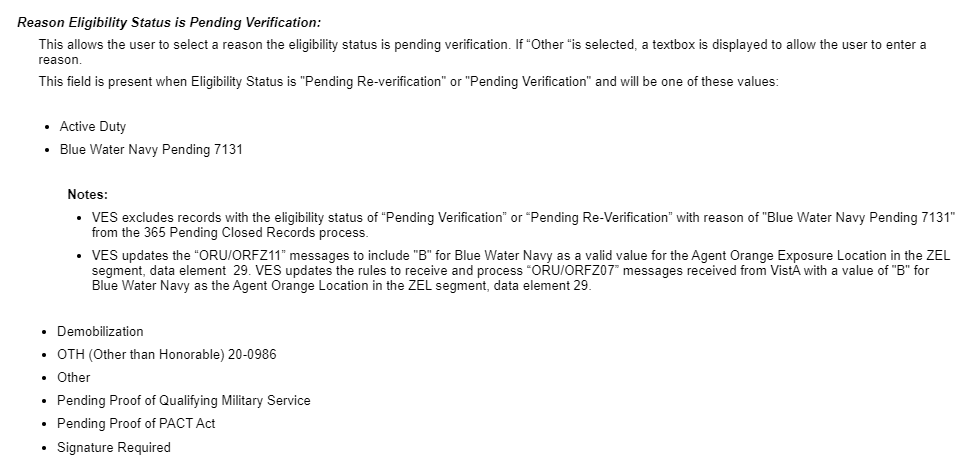 Reason Eligibility Status is Pending Verification:
This allows the user to select a reason the eligibility status is pending verification. If “Other “is selected, a textbox is displayed to allow the user to enter a
reason.
This field is present when Eligibility Status is "Pending Re-verification" or "Pending Verification" and will be one of these values:
• Active Duty
• Blue Water Navy Pending 7131
Notes:
• VES excludes records with the eligibility status of “Pending Verification” or “Pending Re-Verification” with reason of "Blue Water Navy Pending 7131"
from the 365 Pending Closed Records process.
• VES updates the “ORU/ORFZ11” messages to include "B" for Blue Water Navy as a valid value for the Agent Orange Exposure Location in the ZEL
segment, data element  29. VES updates the rules to receive and process “ORU/ORFZ07” messages received from VistA with a value of "B" for
Blue Water Navy as the Agent Orange Location in the ZEL segment, data element 29.
• Demobilization
• OTH (Other than Honorable) 20-0986
• Other
• Pending Proof of Qualifying Military Service
• Pending Proof of PACT Act
• Signature Required